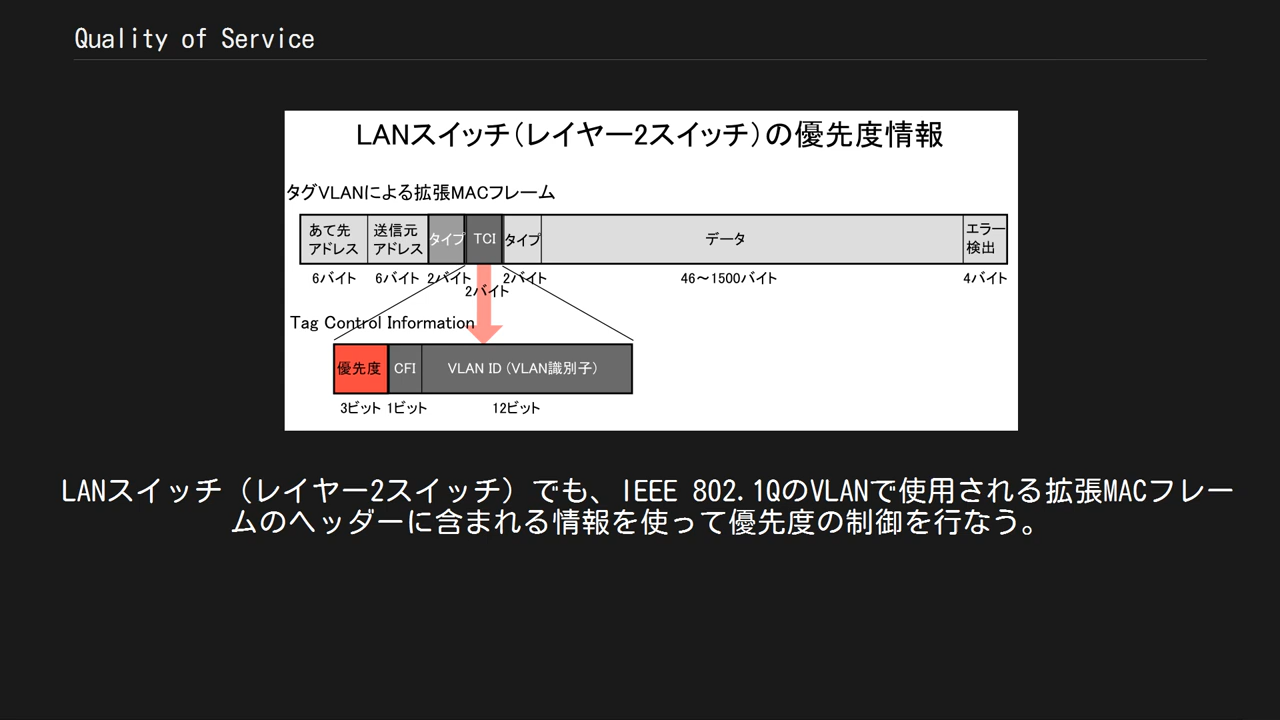 Quality of Service
LANスイッチ(レイヤー2スイッチ)の優先度情報
タグVLANによる拡張MACフレーム
あて先
アドレス
送信元
アドレス
タイプ
TCI
タイプ
データ
エラー
検出
6バイト
6バイト
2バイト
2バイト
2バイト
46～1500バイト
4バイト
Tag Control Information
優先度
CFI
VLAN ID (VLAN識別子)
3ビット
1ビット
12ビット
LANスイッチ（レイヤー2スイッチ）でも、IEEE 802.1QのVLANで使用される拡張MACフレー
ムのヘッダーに含まれる情報を使って優先度の制御を行なう。